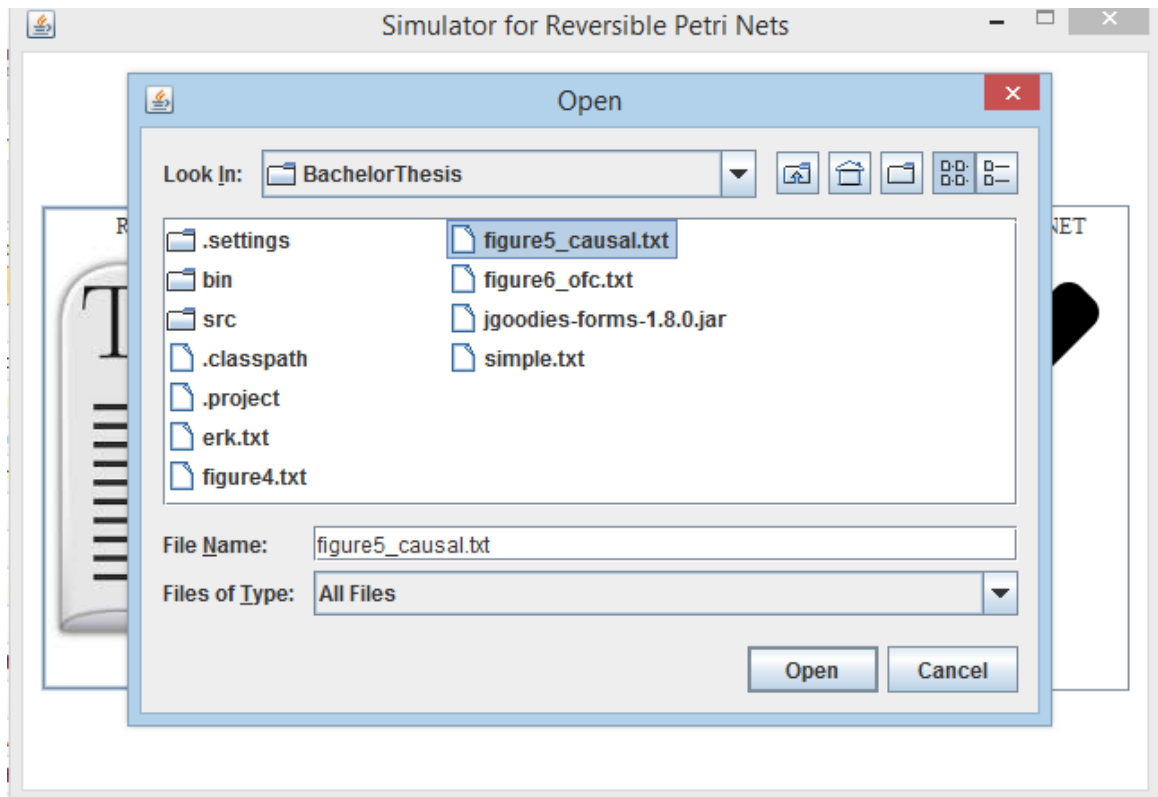 Simulator for Reversible Petri Nets
Open
Look In: BachelorThesis
R
NET
.settings
bin
src
.classpath
.project
erk.txt
figure4.txt
figure5_causal.txt
figure6_ofc.txt
jgoodies-forms-1.8.0.jar
simple.txt
T
File Name: figure5_causal.txt
Files of Type: All Files
Open Cancel